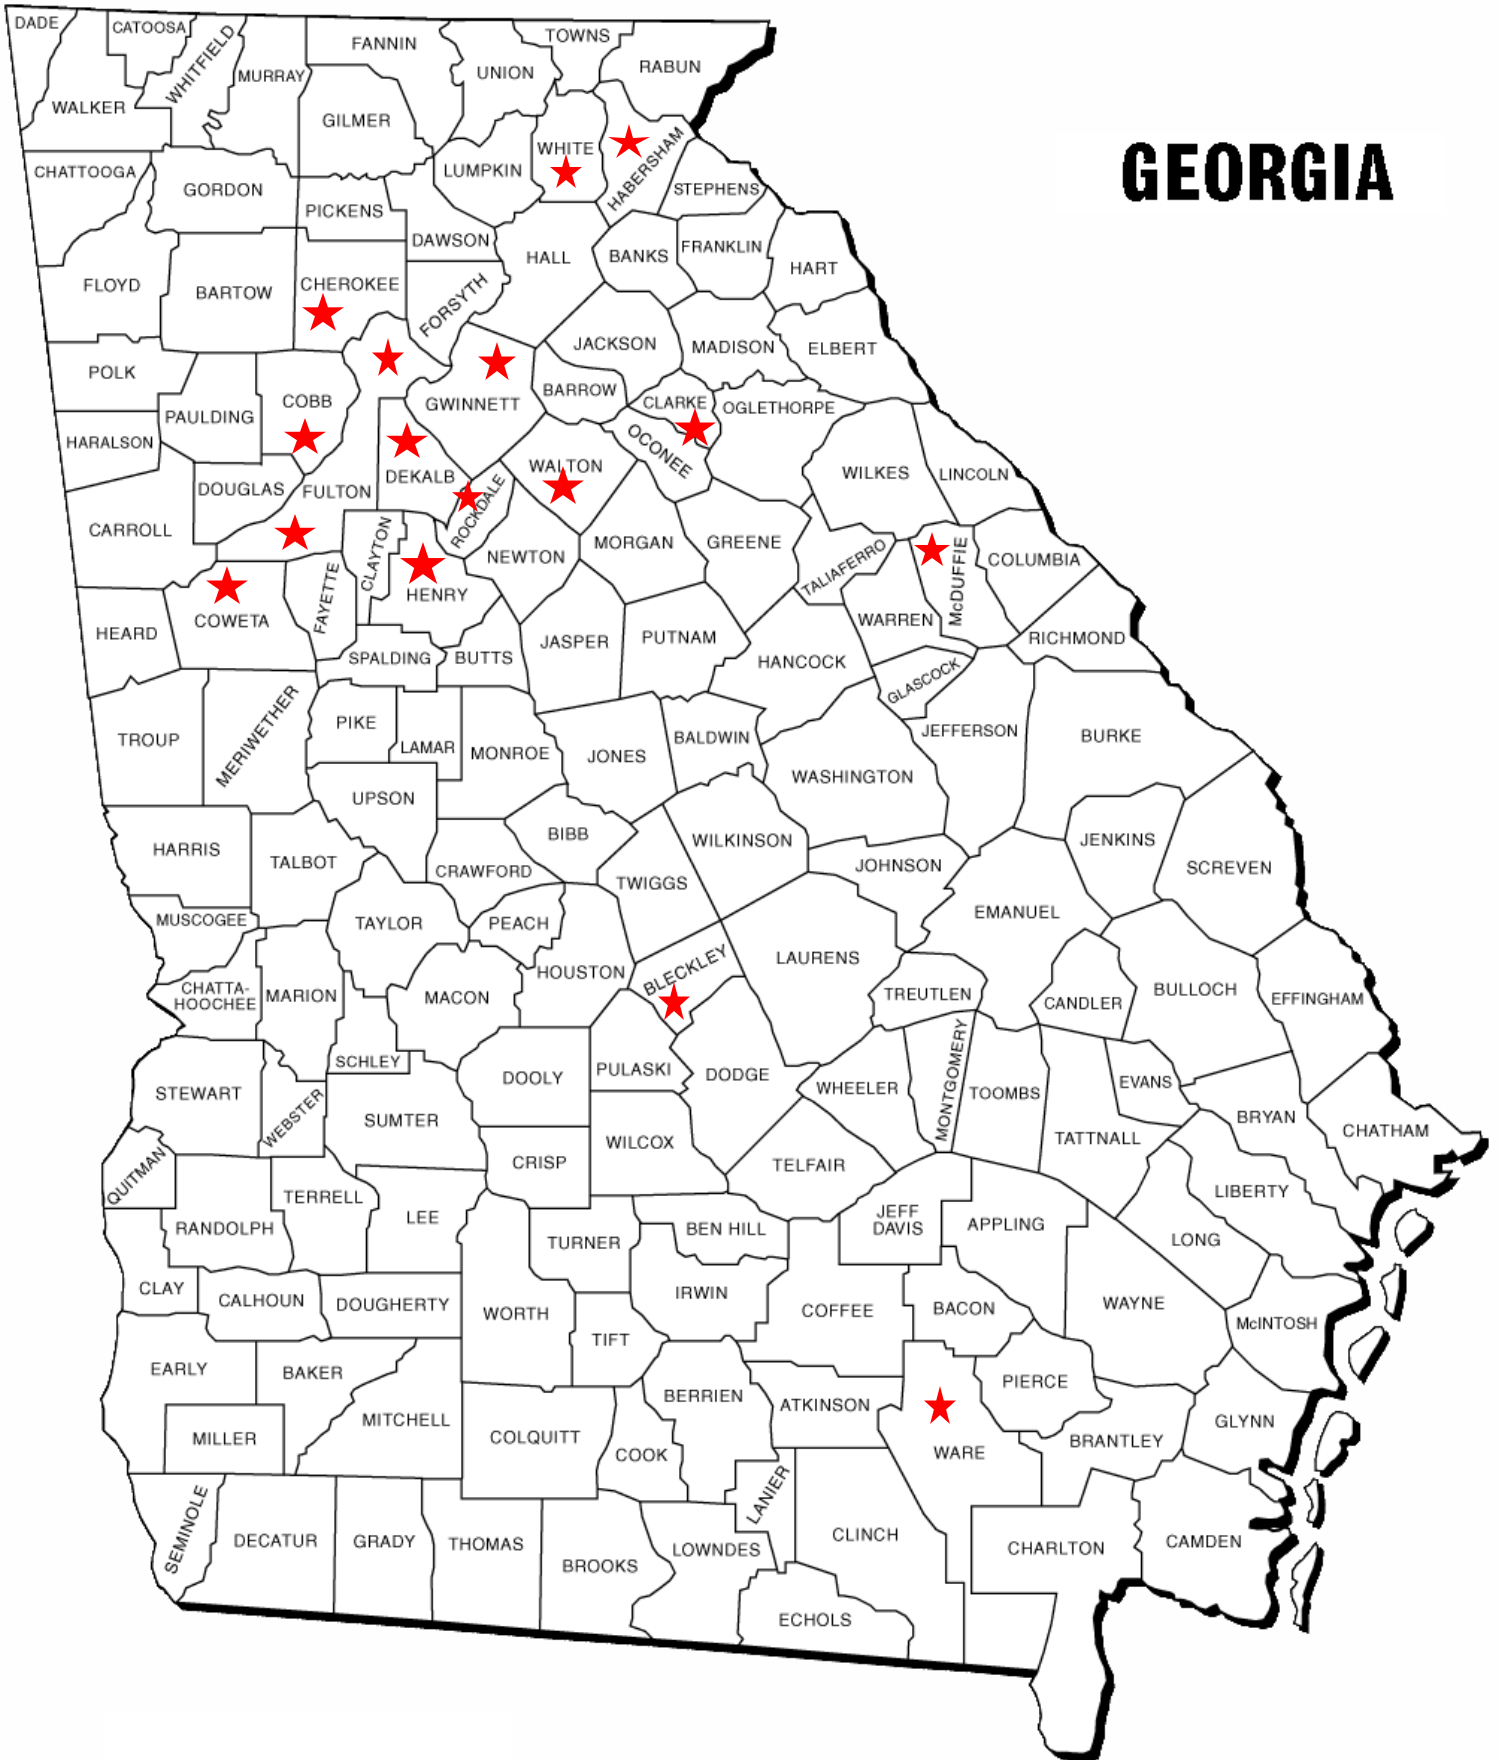 DADE
CATOOSA
WHITFIELD
MURRAY
FANNIN
UNION
TOWNS
RABUN
WALKER
GILMER
LUMPKIN
WHITE
HABERSHAM
STEPHENS
GEORGIA
CHATTOOGA
GORDON
PICKENS
DAWSON
HALL
BANKS
FRANKLIN
HART
FLOYD
BARTOW
CHEROKEE
FORSYTH
JACKSON
MADISON
ELBERT
POLK
PAULDING
COBB
GWINNETT
BARROW
CLARKE
OGLETHORPE
HARALSON
OCONEE
WALTON
DOUGLAS
FULTON
DEKALB
ROCKDALE
WILKES
LINCOLN
CARROLL
CLAYTON
NEWTON
MORGAN
GREENE
TALIAFERRO
McDUFFIE
COLUMBIA
HEARD
COWETA
FAYETTE
HENRY
WARREN
RICHMOND
SPALDING
BUTTS
JASPER
PUTNAM
HANCOCK
GLASCOCK
TROUP
MERIWETHER
PIKE
LAMAR
MONROE
JONES
BALDWIN
WASHINGTON
JEFFERSON
BURKE
UPSON
BIBB
WILKINSON
JENKINS
HARRIS
TALBOT
CRAWFORD
TWIGGS
JOHNSON
SCREVEN
MUSCOGEE
TAYLOR
PEACH
EMANUEL
HOUSTON
BLECKLEY
LAURENS
CHATTA-
HOOCHEE
MARION
MACON
TREUTLEN
CANDLER
BULLOCH
EFFINGHAM
SCHLEY
STEWART
WEBSTER
DOOLY
PULASKI
DODGE
WHEELER
MONTGOMERY
TOOMBS
EVANS
SUMTER
BRYAN
CHATHAM
QUITMAN
CRISP
WILCOX
TELFAIR
TATTNALL
TERRELL
LIBERTY
RANDOLPH
LEE
TURNER
BEN HILL
JEFF
DAVIS
APPLING
LONG
CLAY
CALHOUN
DOUGHERTY
WORTH
IRWIN
COFFEE
BACON
WAYNE
McINTOSH
TIFT
EARLY
BAKER
MITCHELL
BERRIEN
ATKINSON
PIERCE
MILLER
COLQUITT
COOK
WARE
BRANTLEY
GLYNN
LANIER
SEMINOLE
DECATUR
GRADY
THOMAS
BROOKS
LOWNDES
CLINCH
CHARLTON
CAMDEN
ECHOLS